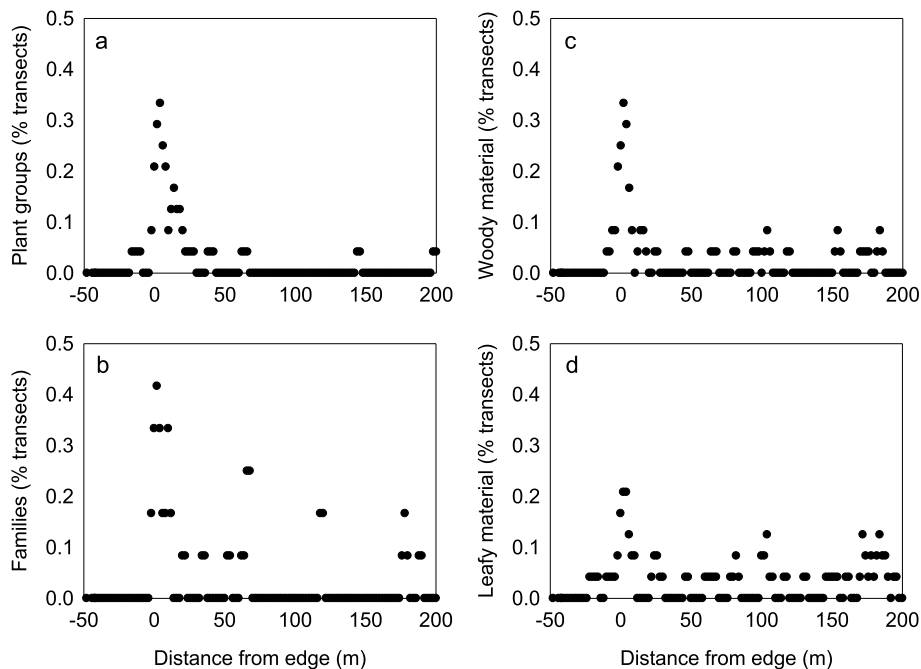 Plant groups (% transects)
0.5
0.4
0.3
0.2
0.1
0.0
a
-50 0 50 100 150 200
Woody material (% transects)
0.5
0.4
0.3
0.2
0.1
0.0
c
-50 0 50 100 150 200
Families (% transects)
0.5
0.4
0.3
0.2
0.1
0.0
b
-50 0 50 100 150 200
Distance from edge (m)
Leafy material (% transects)
0.5
0.4
0.3
0.2
0.1
0.0
d
-50 0 50 100 150 200
Distance from edge (m)